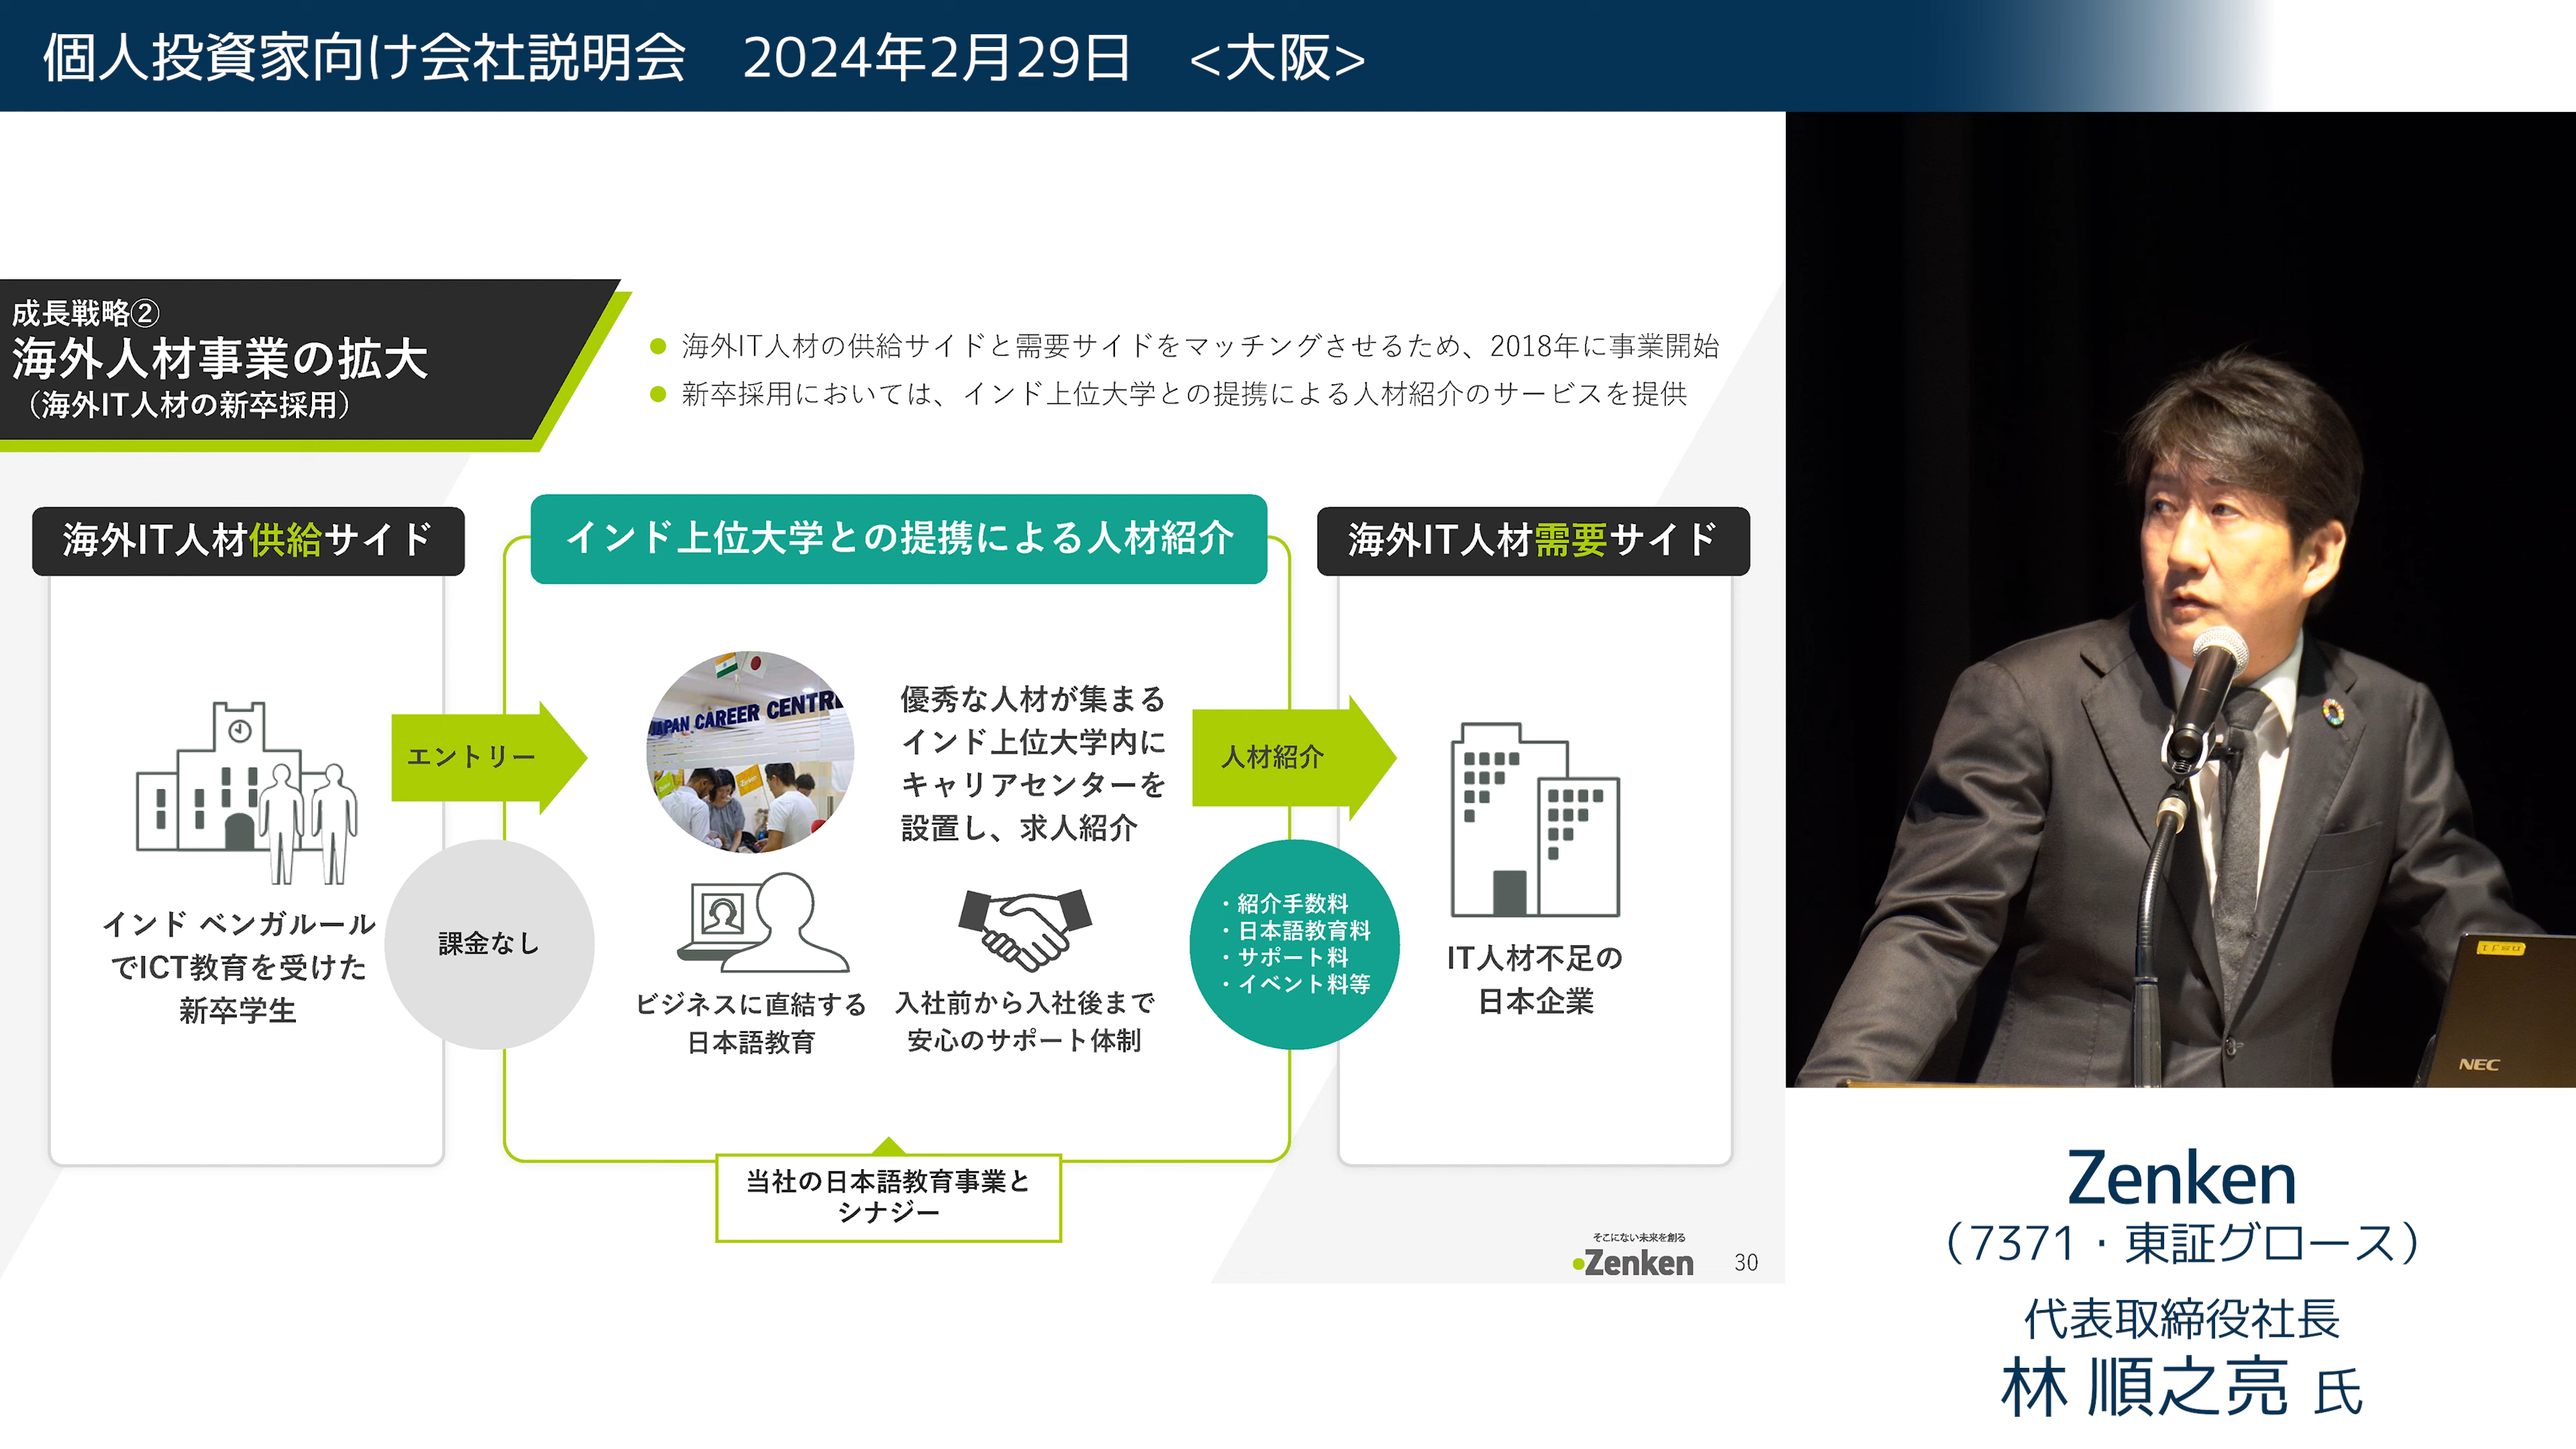 個人投資家向け会社説明会　2024年2月29日　<大阪>
成長戦略②
海外人材事業の拡大
（海外IT人材の新卒採用）
● 海外IT人材の供給サイドと需要サイドをマッチングさせるため、2018年に事業開始
● 新卒採用においては、インド上位大学との提携による人材紹介のサービスを提供
海外IT人材供給サイド
インド ベンガルール
でICT教育を受けた
新卒学生
エントリー
課金なし
インド上位大学との提携による人材紹介
JAPAN CAREER CENTRE
優秀な人材が集まる
インド上位大学内に
キャリアセンターを
設置し、求人紹介
ビジネスに直結する
日本語教育
入社前から入社後まで
安心のサポート体制
当社の日本語教育事業と
シナジー
人材紹介
・紹介手数料
・日本語教育料
・サポート料
・イベント料等
海外IT人材需要サイド
IT人材不足の
日本企業
そこにない未来を創る
Zenken
30
NEC
Zenken
（7371・東証グロース）
代表取締役社長
林 順之亮 氏